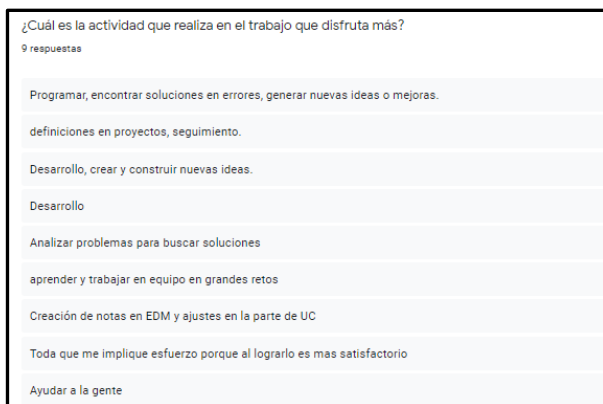 ¿Cuál es la actividad que realiza en el trabajo que disfruta más?
9 respuestas
Programar, encontrar soluciones en errores, generar nuevas ideas o mejoras.
definiciones en proyectos, seguimiento.
Desarrollo, crear y construir nuevas ideas.
Desarrollo
Analizar problemas para buscar soluciones
aprender y trabajar en equipo en grandes retos
Creación de notas en EDM y ajustes en la parte de UC
Toda que me implique esfuerzo porque al lograrlo es mas satisfactorio
Ayudar a la gente